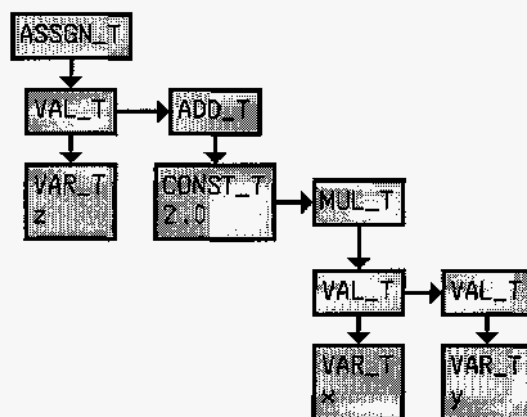 ASSGN_T
VAL_T
ADD_T
VAR_T
z
CONST_T
2.0
MUL_T
VAL_T
VAL_T
VAR_T
x
VAR_T
y